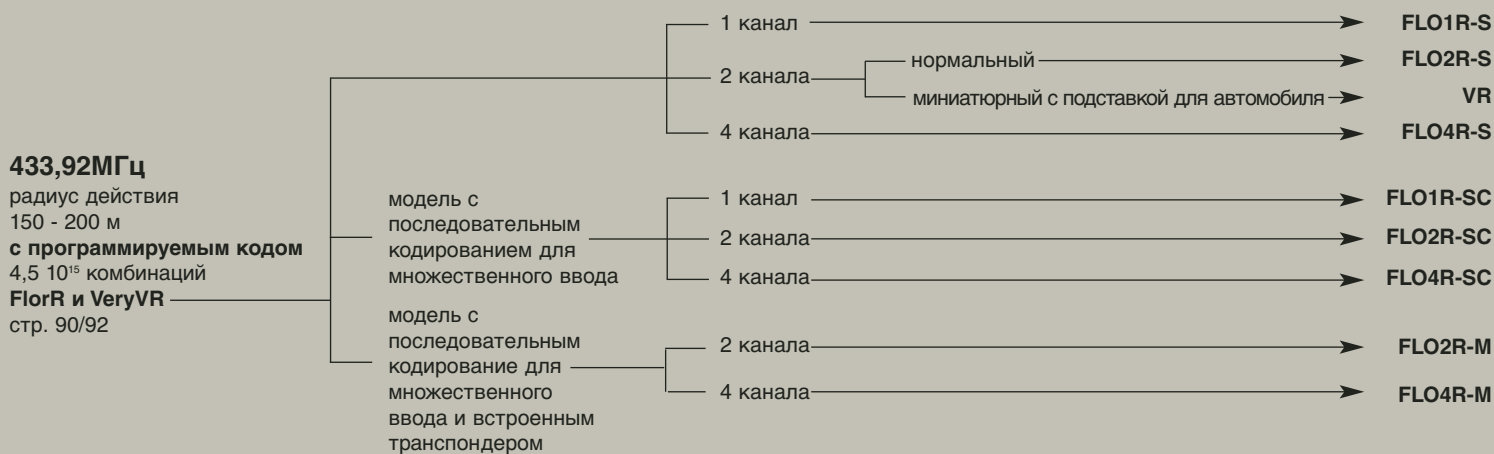 433,92МГц
радиус действия
150 - 200 м
с программируемым кодом
4,5 10¹⁵ комбинаций
FlorR и VeryVR
стр. 90/92
1 канал FLO1R-S
2 канала
нормальный FLO2R-S
миниатюрный с подставкой для автомобиля VR
4 канала FLO4R-S
модель с
последовательным
кодированием для
множественного ввода
1 канал FLO1R-SC
2 канала FLO2R-SC
4 канала FLO4R-SC
модель с
последовательным
кодирование для
множественного
ввода и встроенным
транспондером
2 канала FLO2R-M
4 канала FLO4R-M